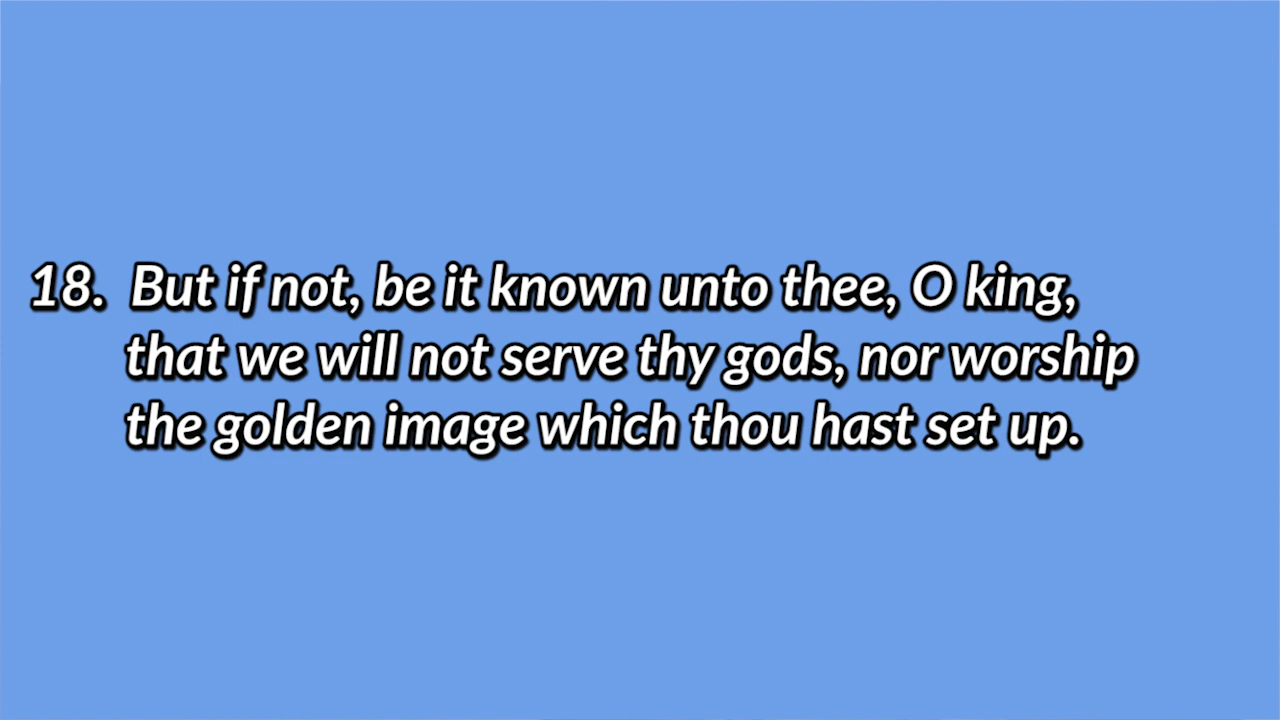 18. But if not, be it known unto thee, O king,
that we will not serve thy gods, nor worship
the golden image which thou hast set up.